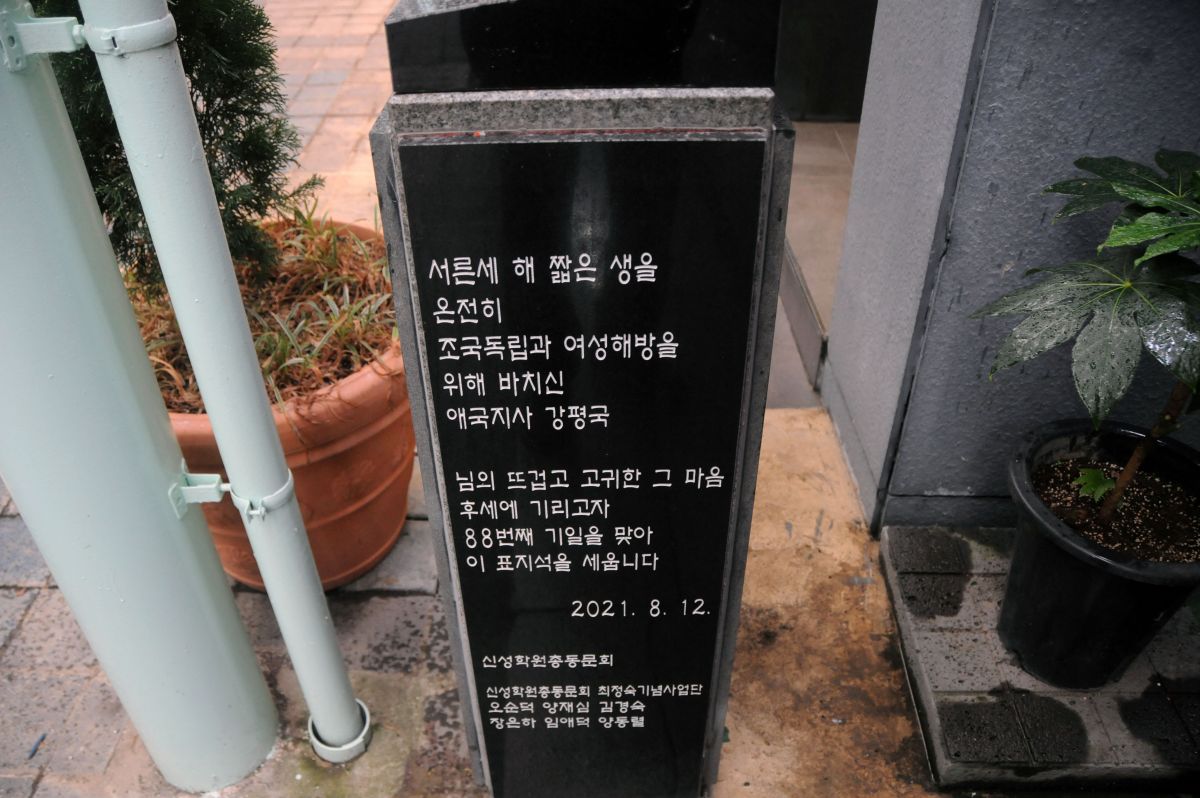 서른세 해 짧은 생을
온전히
조국독립과 여성해방을
위해 바치신
애국지사 강평국
님의 뜨겁고 고귀한 그 마음
후세에 기리고자
88번째 기일을 맞아
이 표지석을 세웁니다
2021. 8. 12.
신성학원총동문회
신성학원총동문회 최정숙기념사업단
오순덕 양재심 김경숙
장은하 임애덕 양동렬